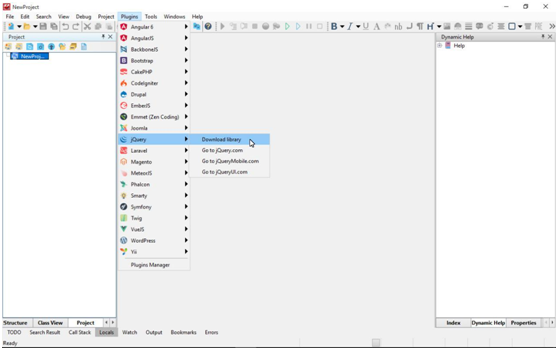 NewProject
File Edit Search View Debug Project Plugins Tools Windows Help
Project
NewProj...
Angular 6
AngularJS
BackboneJS
Bootstrap
CakePHP
CodeIgniter
Drupal
EmberJS
Emmet (Zen Coding)
Joomla
jQuery
Laravel
Magento
MeteorJS
Phalcon
Smarty
Symfony
Twig
VueJS
WordPress
Yii
Plugins Manager
Download library
Go to jQuery.com
Go to jQueryMobile.com
Go to jQueryUI.com
Dynamic Help
Help
Structure Class View Project
Index Dynamic Help Properties
TODO Search Result Call Stack Locals Watch Output Bookmarks Errors
Ready